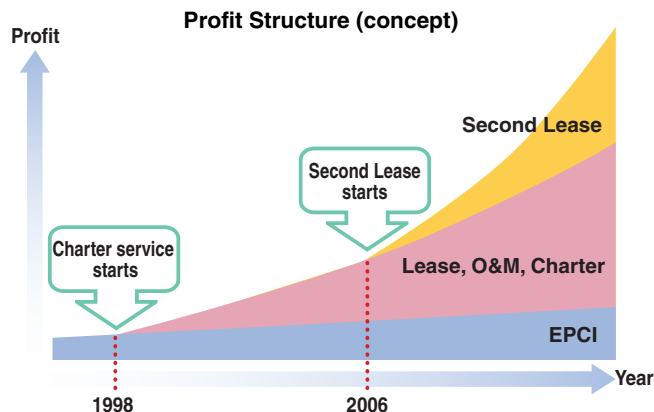 Profit Structure (concept)
Profit
Second Lease
Second Lease
starts
Charter service
starts
Lease, O&M, Charter
EPCI
Year
1998
2006